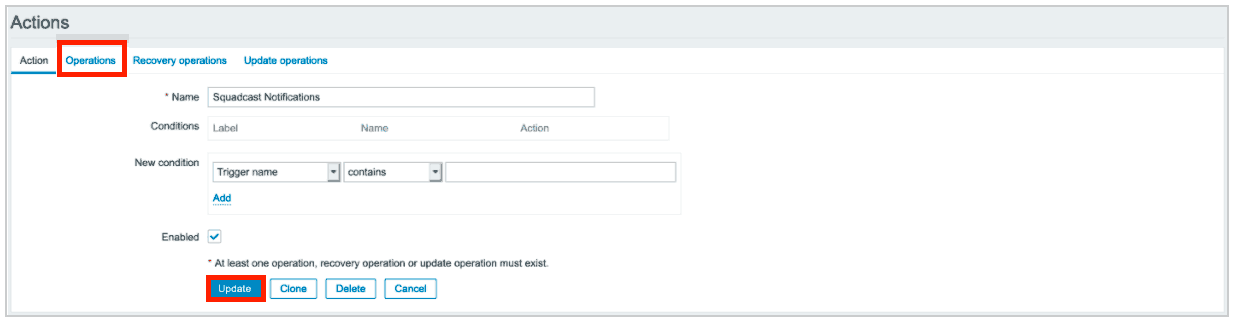 Actions
Action Operations Recovery operations Update operations
* Name Squadcast Notifications
Conditions Label Name Action
New condition Trigger name contains
Add
Enabled
* At least one operation, recovery operation or update operation must exist.
Update Clone Delete Cancel